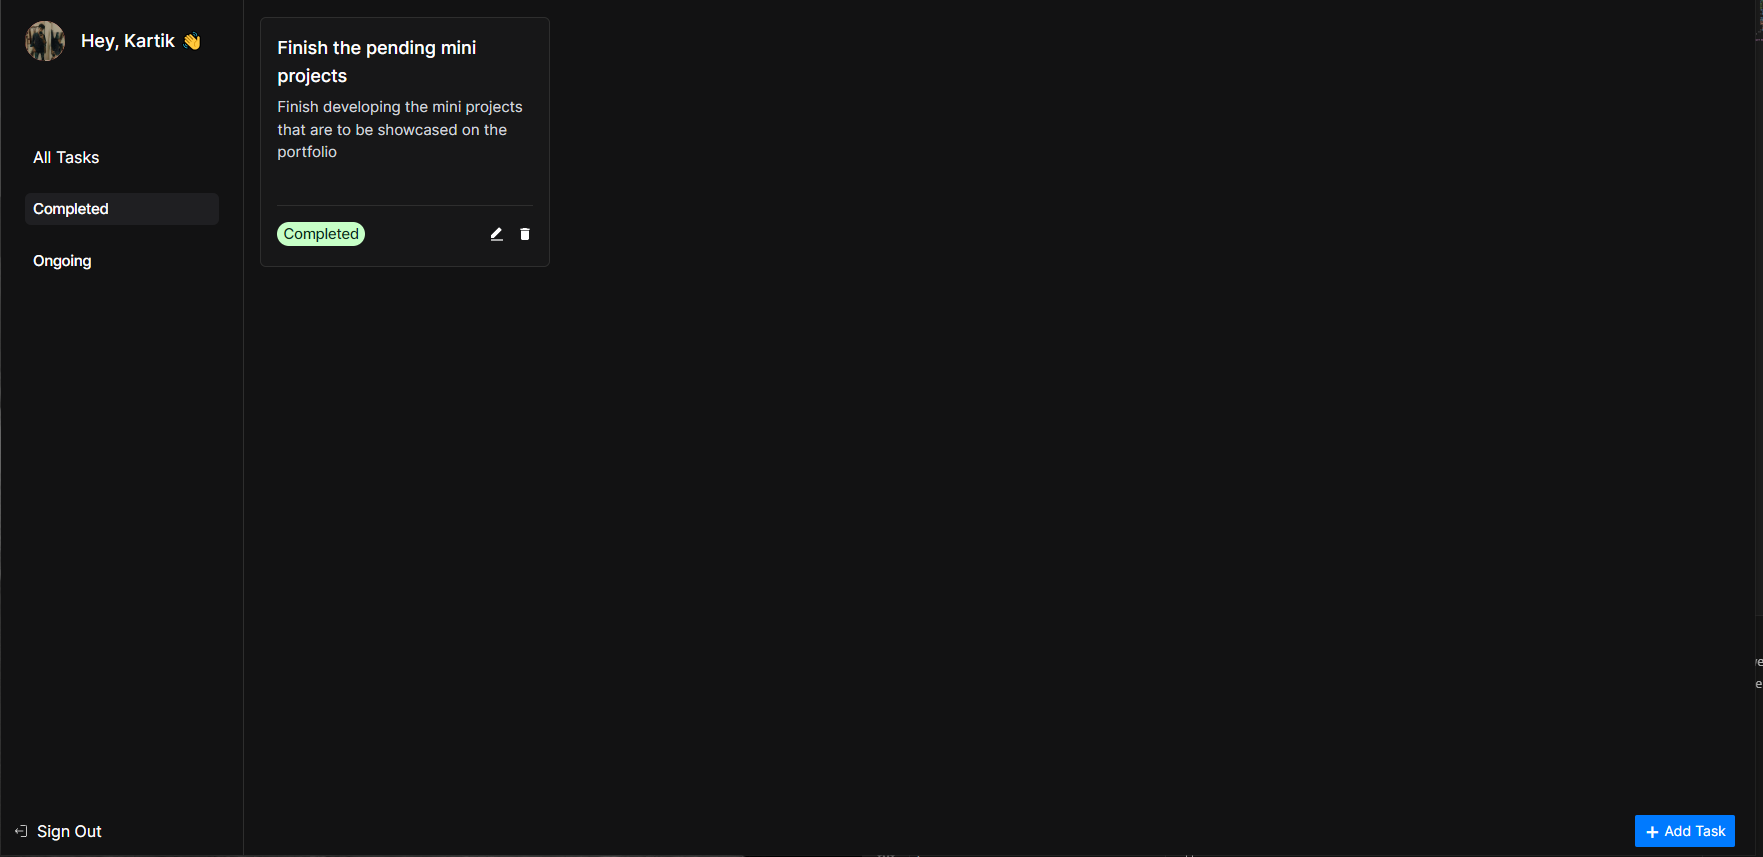 Hey, Kartik 👋
All Tasks
Completed
Ongoing
Sign Out
Finish the pending mini
projects
Finish developing the mini projects
that are to be showcased on the
portfolio
Completed
Add Task